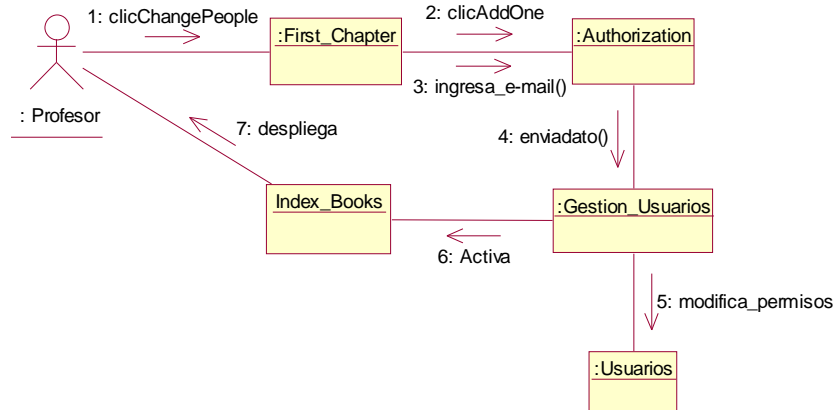 1: clicChangePeople
2: clicAddOne
:First_Chapter
:Authorization
3: ingresa_e-mail()
: Profesor
7: despliega
4: enviadato()
Index_Books
:Gestion_Usuarios
6: Activa
5: modifica_permisos
:Usuarios